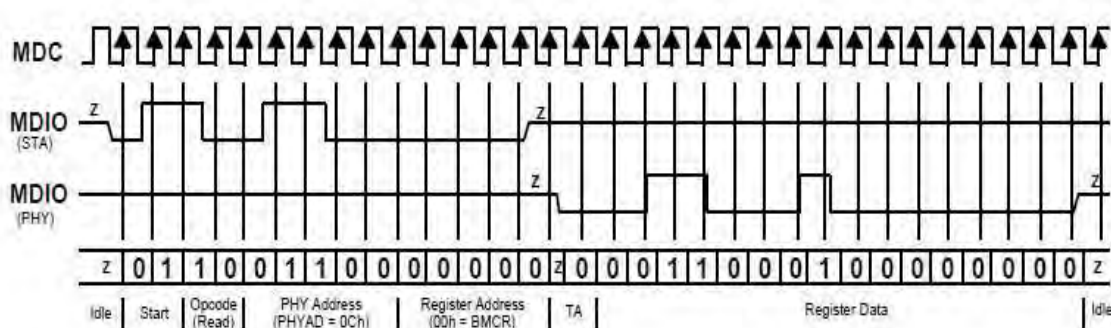 MDC
MDIO
(STA)
z
z
MDIO
(PHY)
z
z
z 0 1 1 0 0 1 1 0 0 0 0 0 0 0 z 0 0 0 1 1 0 0 0 1 0 0 0 0 0 0 0 0 z
Idle Start Opcode (Read) PHY Address (PHYAD = 0Ch) Register Address (00h = BMCR) TA Register Data Idle